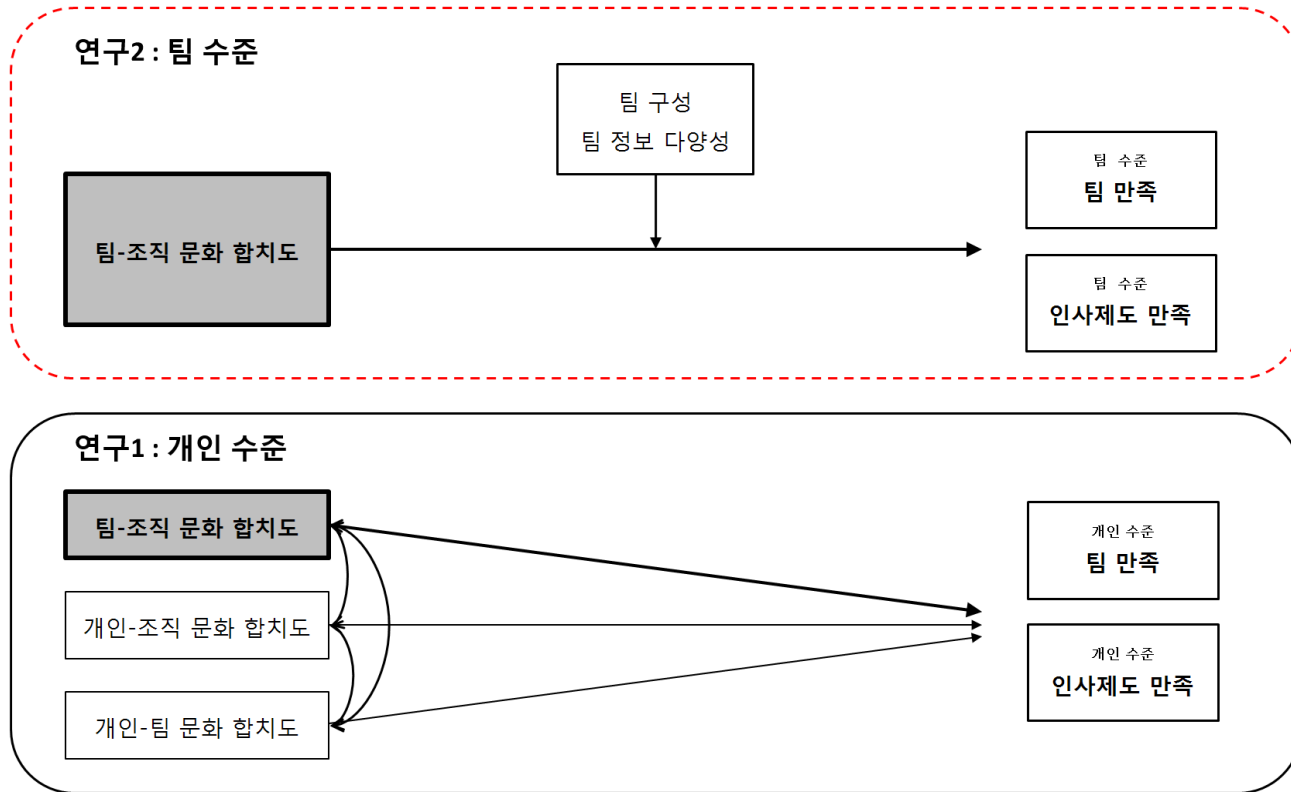 연구2 : 팀 수준
팀 구성
팀 정보 다양성
팀-조직 문화 합치도
팀 수준
팀 만족
팀 수준
인사제도 만족
연구1 : 개인 수준
팀-조직 문화 합치도
개인-조직 문화 합치도
개인-팀 문화 합치도
개인 수준
팀 만족
개인 수준
인사제도 만족